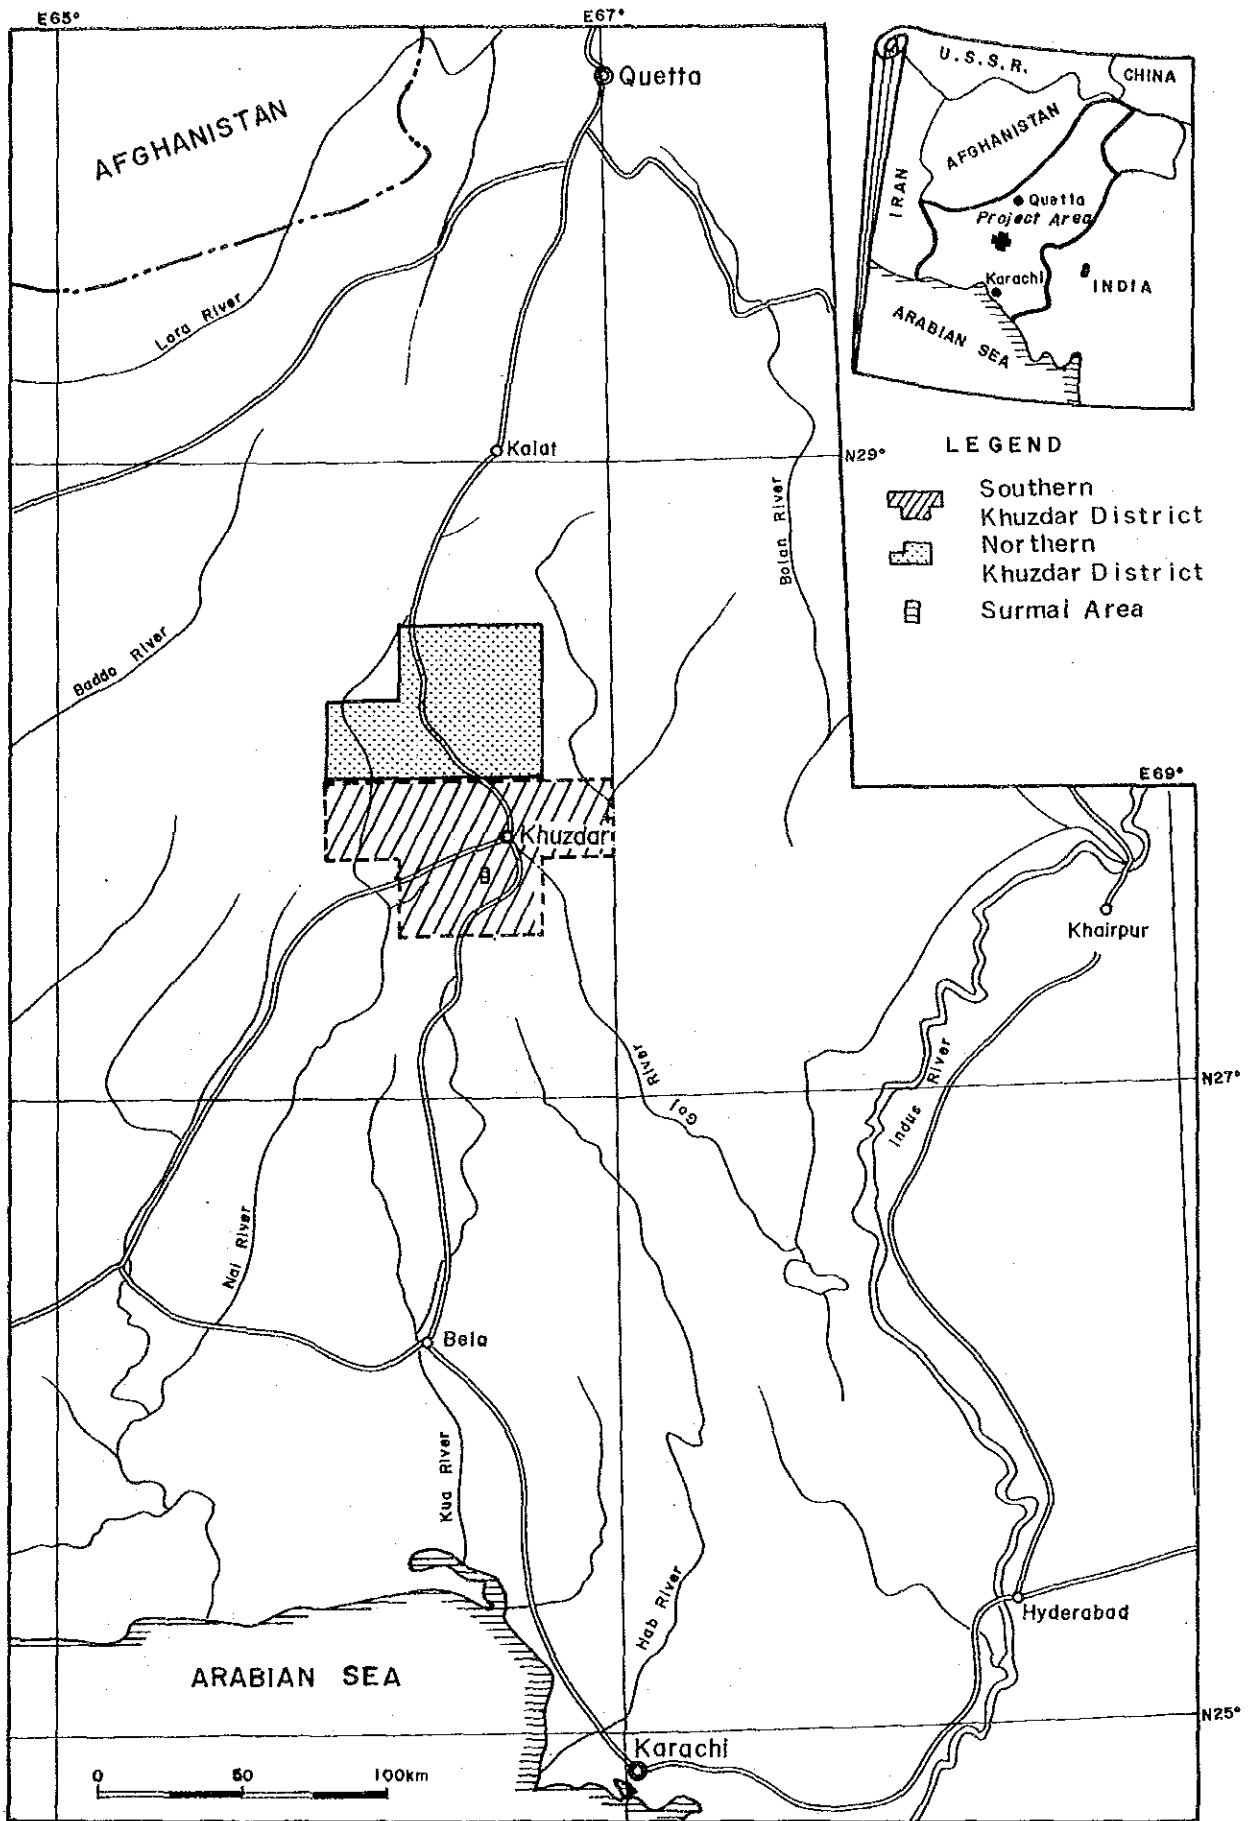 E65°
E67°
Quetta
AFGHANISTAN
Lora River
Kalat
N29°
Bolan River
Baddo River
Khuzdar
E69°
Khairpur
River
Goj
Indus River
N27°
Nal River
Bela
Kud River
Hab River
Hyderabad
ARABIAN SEA
N25°
Karachi
0 50 100km
U.S.S.R.
CHINA
AFGHANISTAN
IRAN
Quetta
Project Area
Karachi
INDIA
ARABIAN SEA
LEGEND
Southern
Khuzdar District
Northern
Khuzdar District
Surmai Area